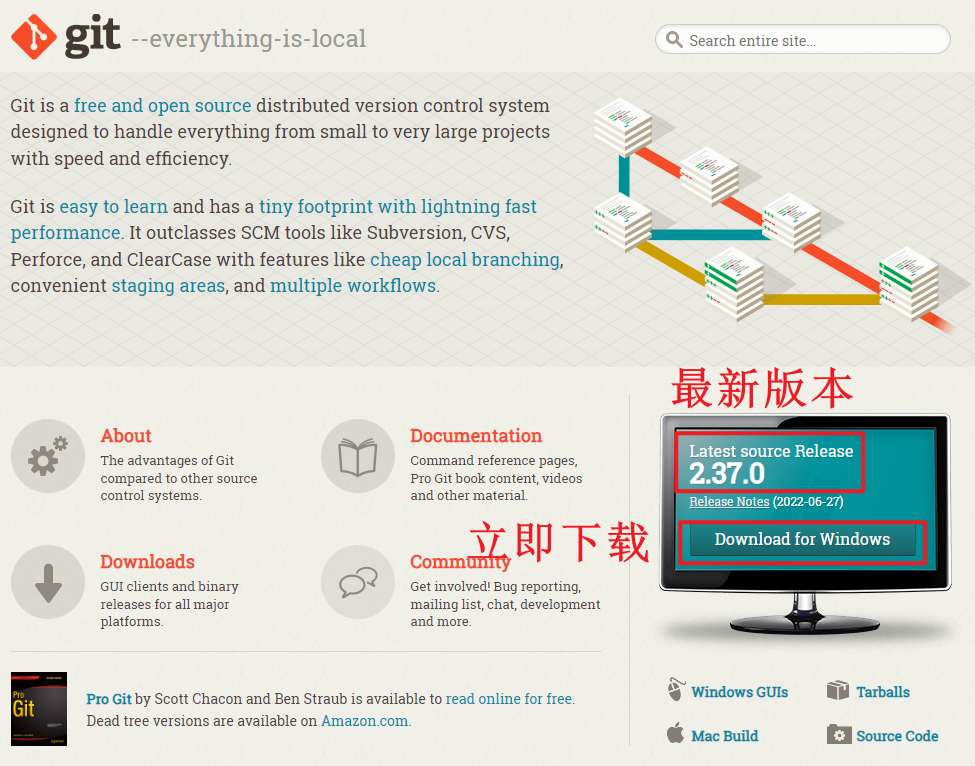 git --everything-is-local
Search entire site...
Git is a free and open source distributed version control system
designed to handle everything from small to very large projects
with speed and efficiency.
Git is easy to learn and has a tiny footprint with lightning fast
performance. It outclasses SCM tools like Subversion, CVS,
Perforce, and ClearCase with features like cheap local branching,
convenient staging areas, and multiple workflows.
About
The advantages of Git
compared to other source
control systems.
Documentation
Command reference pages,
Pro Git book content, videos
and other material.
Downloads
GUI clients and binary
releases for all major
platforms.
Community
Get involved! Bug reporting,
mailing list, chat, development
and more.
最新版本
Latest source Release
2.37.0
Release Notes (2022-06-27)
立即下载
Download for Windows
Pro
Git
Pro Git by Scott Chacon and Ben Straub is available to read online for free.
Dead tree versions are available on Amazon.com.
Windows GUIs
Tarballs
Mac Build
Source Code